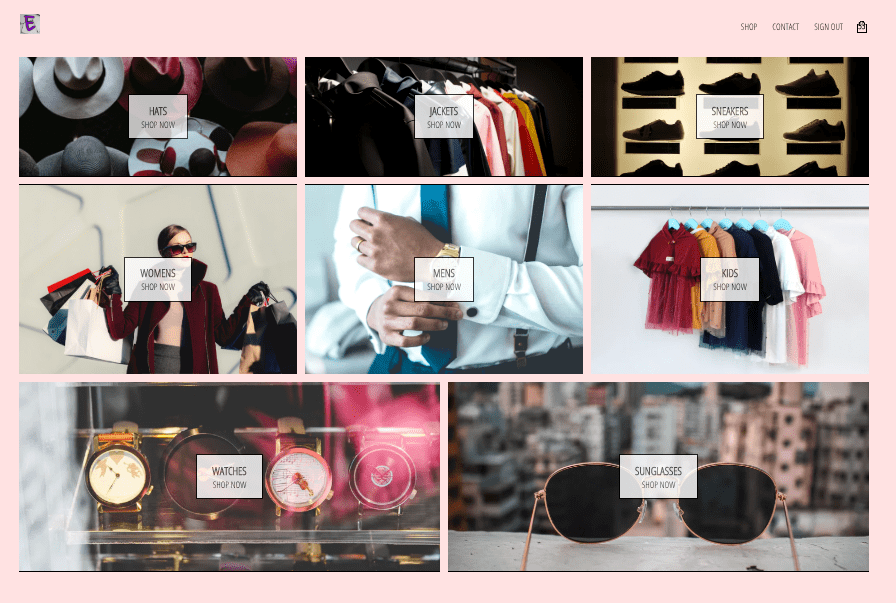 E
SHOP
CONTACT
SIGN OUT
HATS
SHOP NOW
JACKETS
SHOP NOW
SNEAKERS
SHOP NOW
WOMENS
SHOP NOW
MENS
SHOP NOW
KIDS
SHOP NOW
WATCHES
SHOP NOW
SUNGLASSES
SHOP NOW